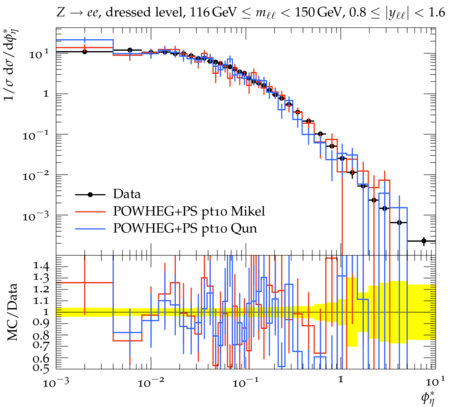 Z → ee, dressed level, 116 GeV ≤ mℓℓ < 150 GeV, 0.8 ≤ |yℓℓ| < 1.6
1/σ dσ/dϕ*η
10¹
1
10⁻¹
10⁻²
10⁻³
Data
POWHEG+PS pt10 Mikel
POWHEG+PS pt10 Qun
MC/Data
1.4
1.3
1.2
1.1
1
0.9
0.8
0.7
0.6
0.5
10⁻³ 10⁻² 10⁻¹ 1 10¹
ϕ*η